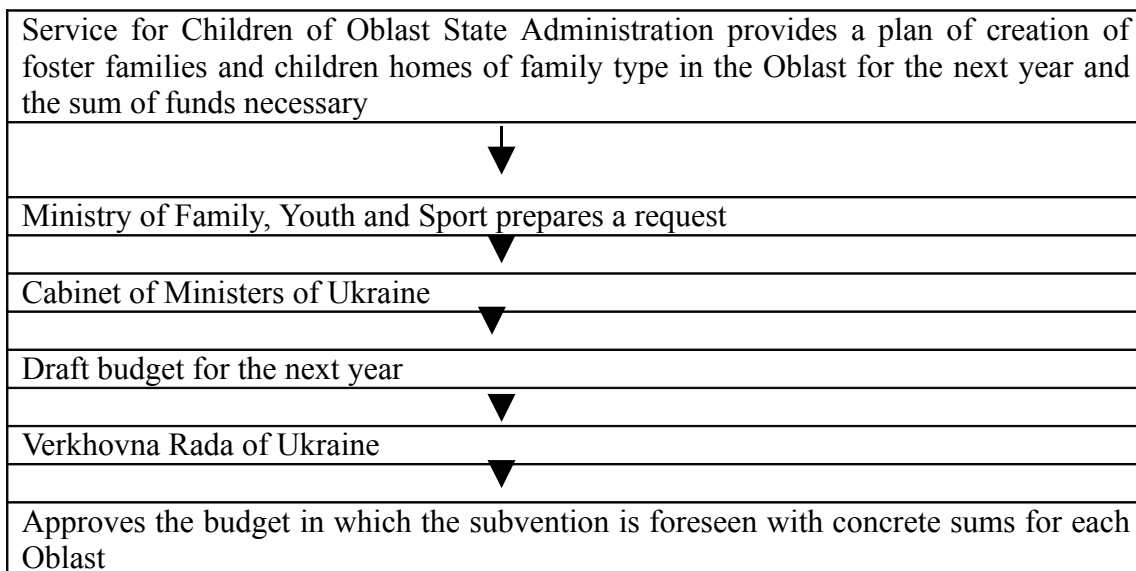 Service for Children of Oblast State Administration provides a plan of creation of
foster families and children homes of family type in the Oblast for the next year and
the sum of funds necessary
Ministry of Family, Youth and Sport prepares a request
Cabinet of Ministers of Ukraine
Draft budget for the next year
Verkhovna Rada of Ukraine
Approves the budget in which the subvention is foreseen with concrete sums for each
Oblast